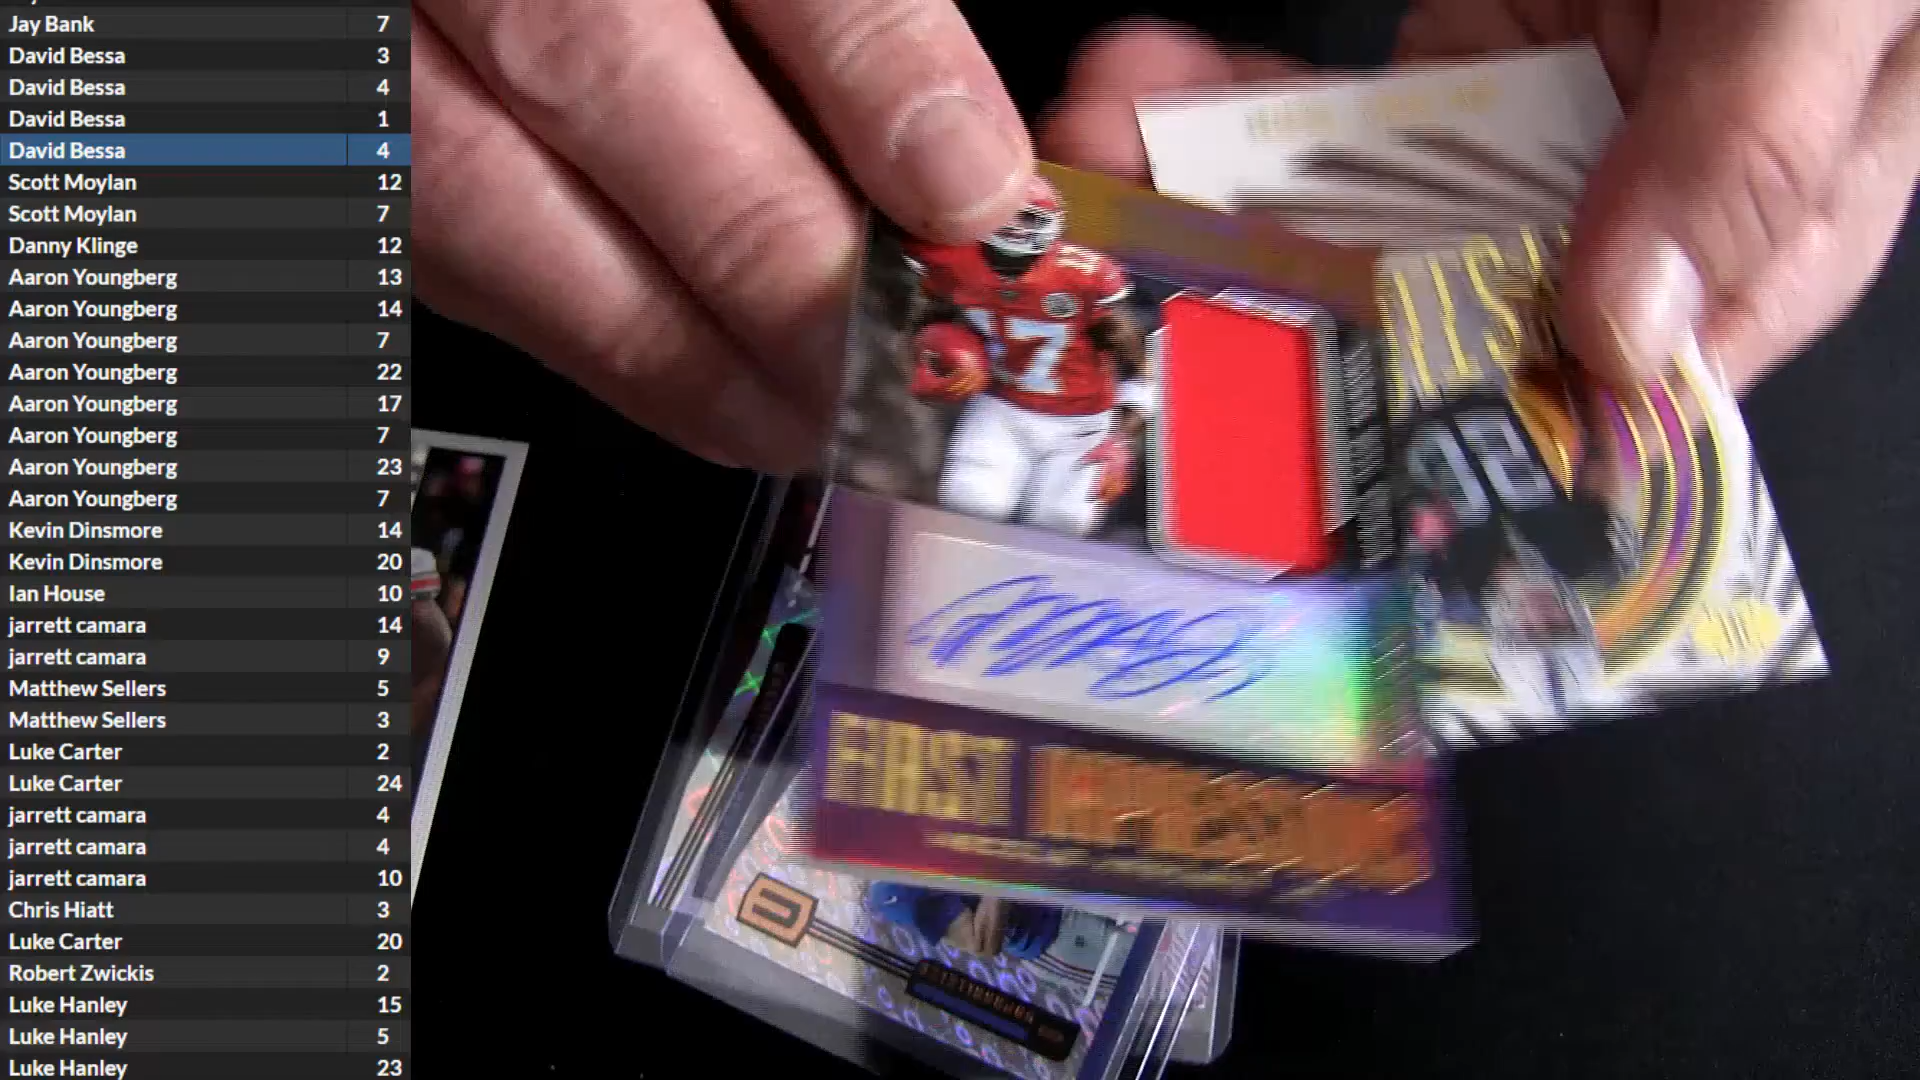 Jay Bank 7
David Bessa 3
David Bessa 4
David Bessa 1
David Bessa 4
Scott Moylan 12
Scott Moylan 7
Danny Klinge 12
Aaron Youngberg 13
Aaron Youngberg 14
Aaron Youngberg 7
Aaron Youngberg 22
Aaron Youngberg 17
Aaron Youngberg 7
Aaron Youngberg 23
Aaron Youngberg 7
Kevin Dinsmore 14
Kevin Dinsmore 20
Ian House 10
jarrett camara 14
jarrett camara 9
Matthew Sellers 5
Matthew Sellers 3
Luke Carter 2
Luke Carter 24
jarrett camara 4
jarrett camara 4
jarrett camara 10
Chris Hiatt 3
Luke Carter 20
Robert Zwickis 2
Luke Hanley 15
Luke Hanley 5
Luke Hanley 23
17
FIRST IMPRESSIONS